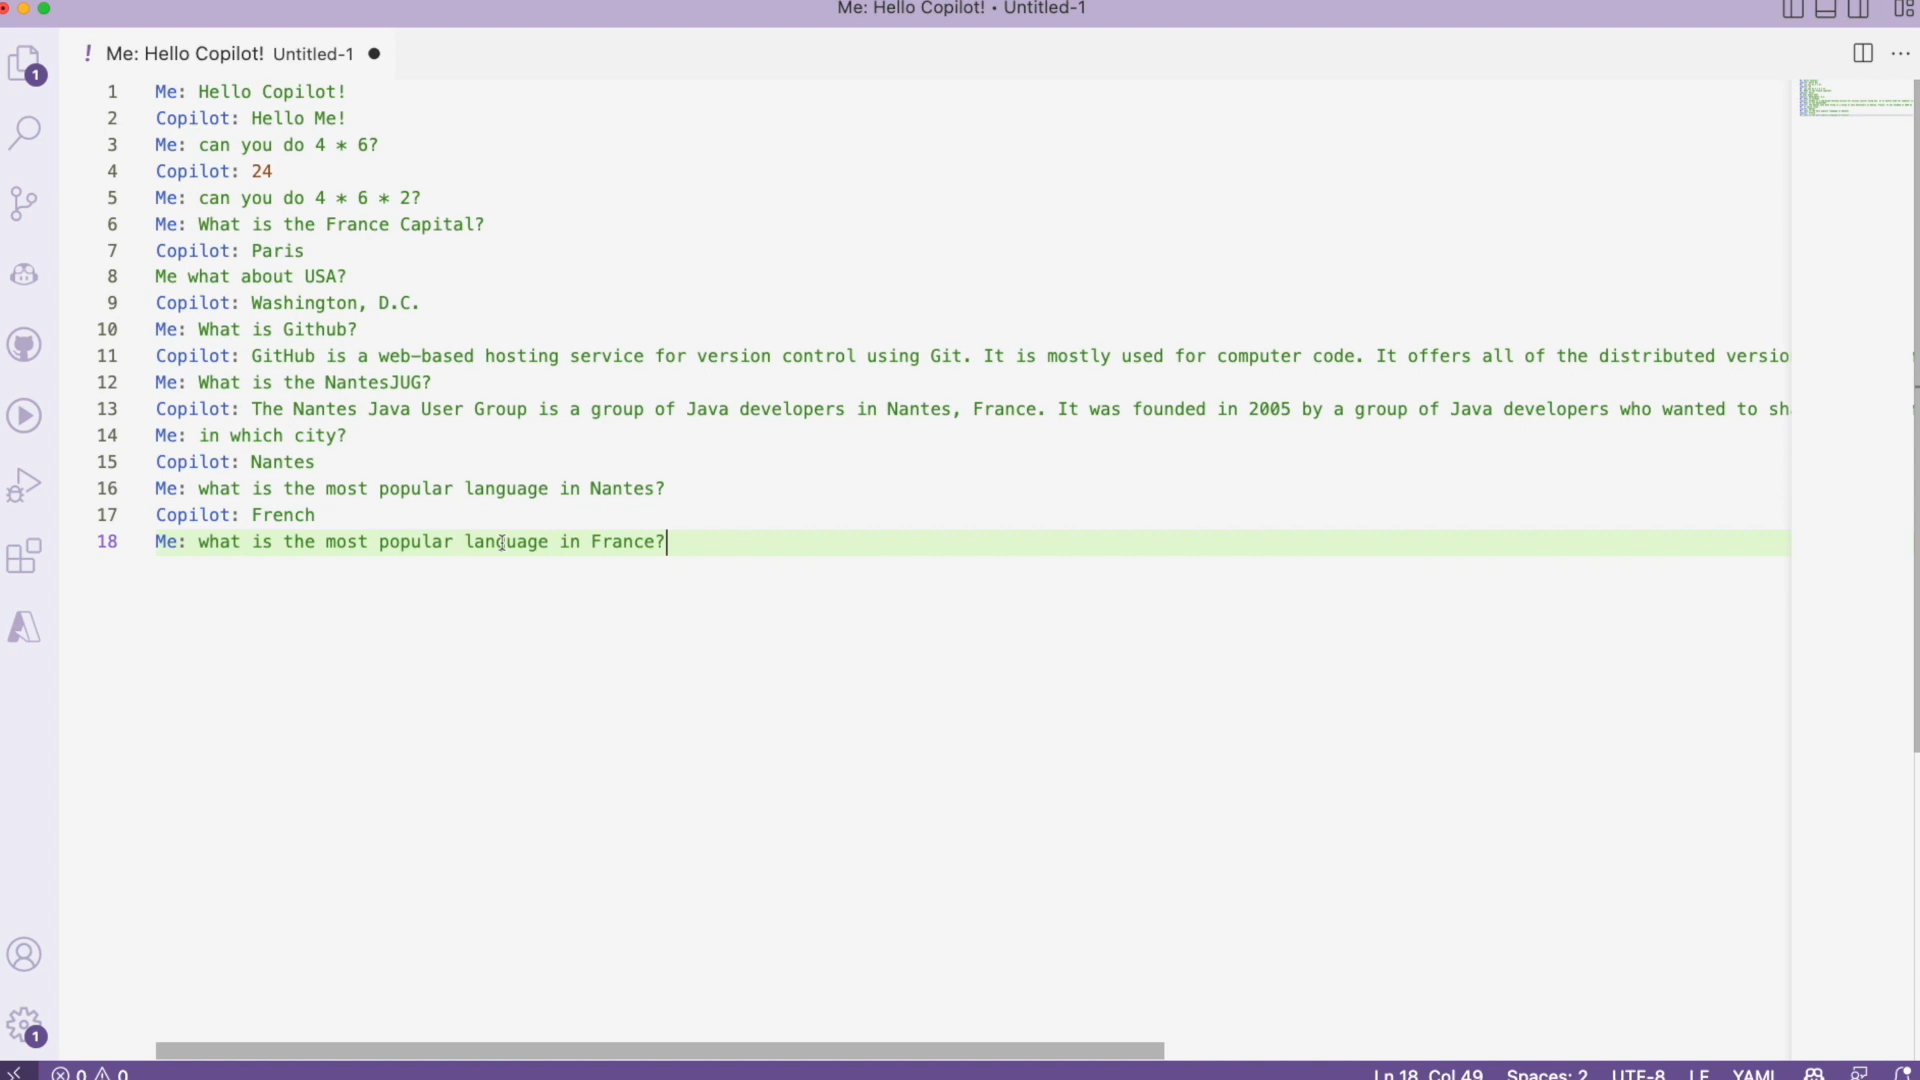 Me: Hello Copilot! • Untitled-1
! Me: Hello Copilot! Untitled-1 ●
1 Me: Hello Copilot!
2 Copilot: Hello Me!
3 Me: can you do 4 * 6?
4 Copilot: 24
5 Me: can you do 4 * 6 * 2?
6 Me: What is the France Capital?
7 Copilot: Paris
8 Me what about USA?
9 Copilot: Washington, D.C.
10 Me: What is Github?
11 Copilot: GitHub is a web-based hosting service for version control using Git. It is mostly used for computer code. It offers all of the distributed versio
12 Me: What is the NantesJUG?
13 Copilot: The Nantes Java User Group is a group of Java developers in Nantes, France. It was founded in 2005 by a group of Java developers who wanted to sh
14 Me: in which city?
15 Copilot: Nantes
16 Me: what is the most popular language in Nantes?
17 Copilot: French
18 Me: what is the most popular language in France?
1
1
0 0 Ln 18, Col 49 Spaces: 2 UTF-8 LF YAML